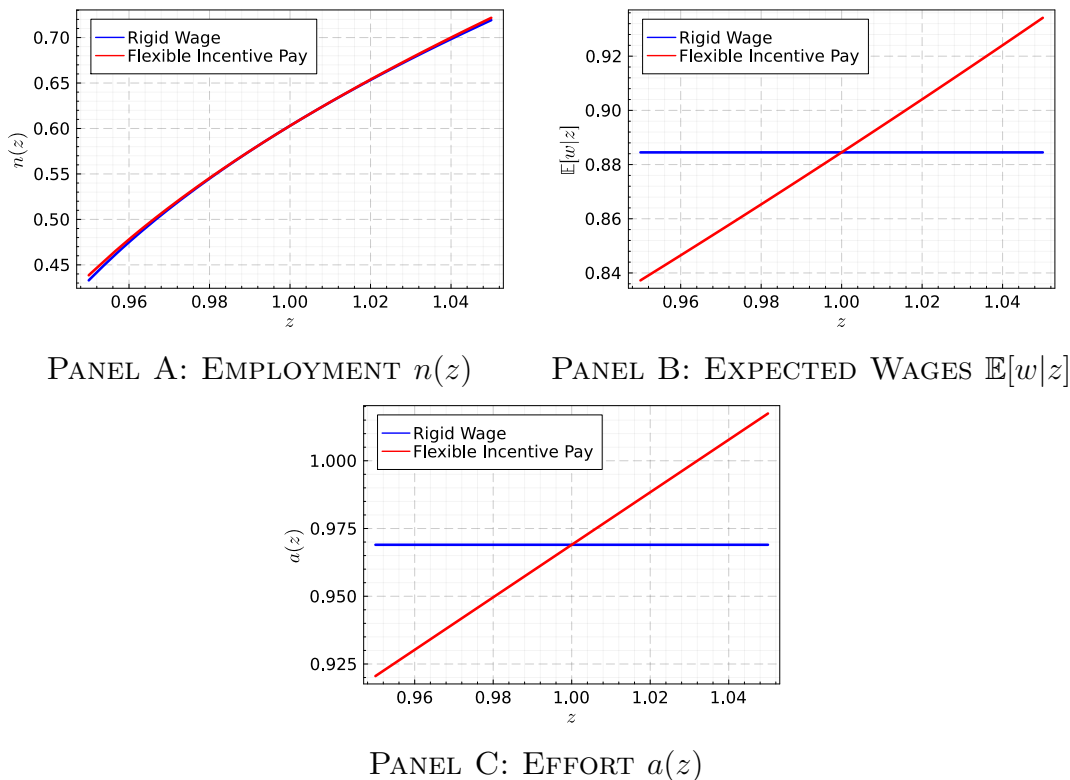 Rigid Wage
Flexible Incentive Pay
n(z)
0.70
0.65
0.60
0.55
0.50
0.45
0.96 0.98 1.00 1.02 1.04
z
PANEL A: EMPLOYMENT n(z)
Rigid Wage
Flexible Incentive Pay
𝔼[w|z]
0.92
0.90
0.88
0.86
0.84
0.96 0.98 1.00 1.02 1.04
z
PANEL B: EXPECTED WAGES 𝔼[w|z]
Rigid Wage
Flexible Incentive Pay
a(z)
1.000
0.975
0.950
0.925
0.96 0.98 1.00 1.02 1.04
z
PANEL C: EFFORT a(z)